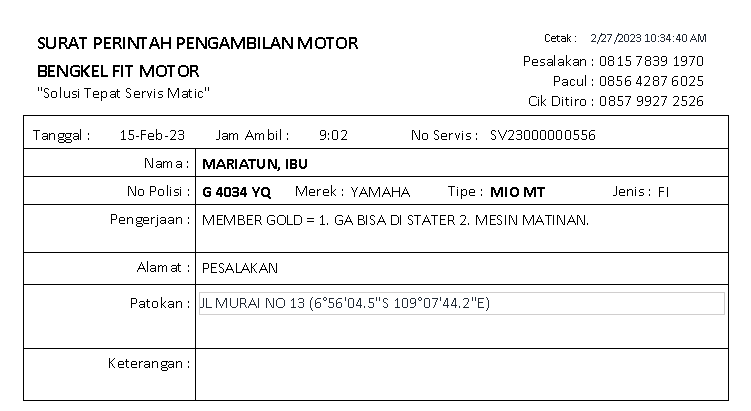 SURAT PERINTAH PENGAMBILAN MOTOR
Cetak : 2/27/2023 10:34:40 AM
BENGKEL FIT MOTOR
Pesalakan : 0815 7839 1970
"Solusi Tepat Servis Matic"
Pacul : 0856 4287 6025
Cik Ditiro : 0857 9927 2526
Tanggal : 15-Feb-23 Jam Ambil : 9:02 No Servis : SV23000000556
Nama : MARIATUN, IBU
No Polisi : G 4034 YQ Merek : YAMAHA Tipe : MIO MT Jenis : FI
Pengerjaan : MEMBER GOLD = 1. GA BISA DI STATER 2. MESIN MATINAN.
Alamat : PESALAKAN
Patokan : JL MURAI NO 13 (6°56'04.5"S 109°07'44.2"E)
Keterangan :